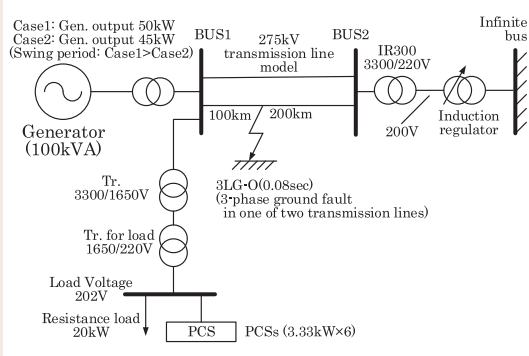 Case1: Gen. output 50kW
Case2: Gen. output 45kW
(Swing period: Case1>Case2)
BUS1
275kV
transmission line
model
BUS2
IR300
3300/220V
Infinite
bus
Generator
(100kVA)
100km
200km
200V
Induction
regulator
3LG-O(0.08sec)
(3-phase ground fault
in one of two transmission lines)
Tr.
3300/1650V
Tr. for load
1650/220V
Load Voltage
202V
Resistance load
20kW
PCS
PCSs (3.33kW×6)